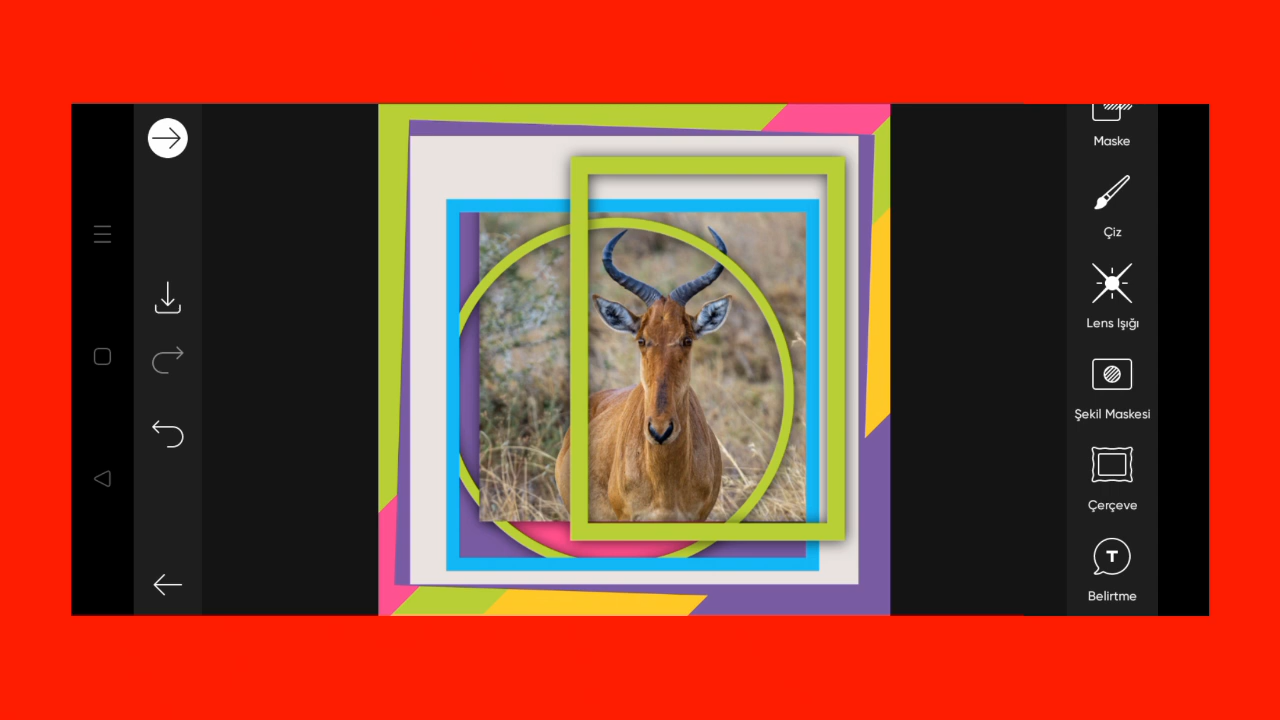 Maske
Çiz
Lens Işığı
Şekil Maskesi
Çerçeve
T
Belirtme